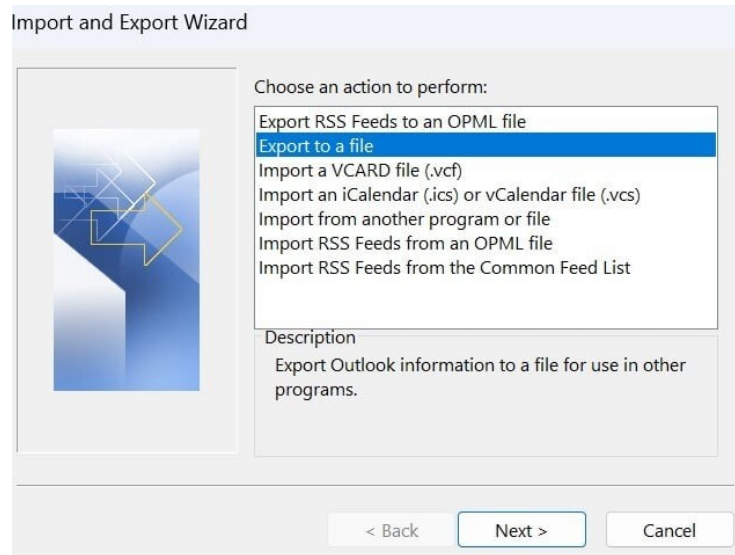 Import and Export Wizard
Choose an action to perform:
Export RSS Feeds to an OPML file
Export to a file
Import a VCARD file (.vcf)
Import an iCalendar (.ics) or vCalendar file (.vcs)
Import from another program or file
Import RSS Feeds from an OPML file
Import RSS Feeds from the Common Feed List
Description
Export Outlook information to a file for use in other
programs.
< Back
Next >
Cancel